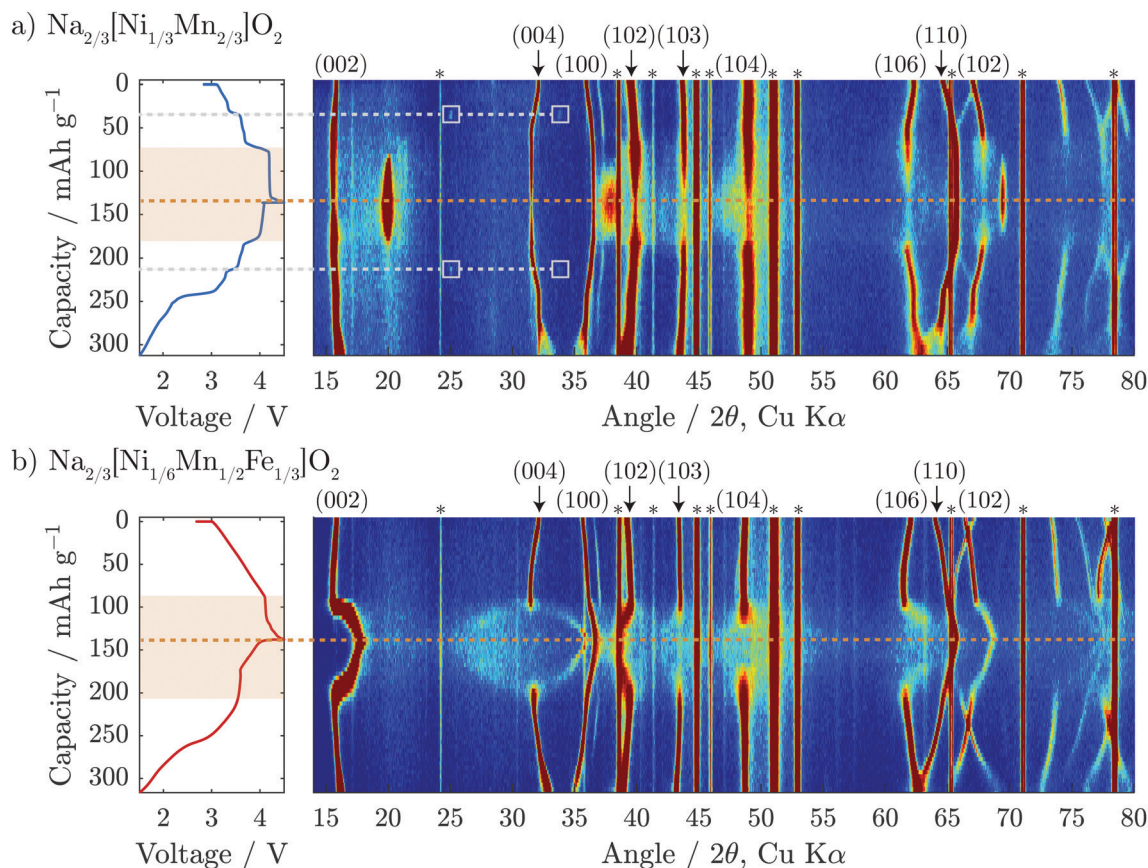 a) Na2/3[Ni1/3Mn2/3]O2
(002) * (004) (100) * (102) * (103) * * (104) * * (106) (110) * (102) * *
0
50
100
150
200
250
300
Capacity / mAh g−1
2 3 4
15 20 25 30 35 40 45 50 55 60 65 70 75 80
Voltage / V
Angle / 2θ, Cu Kα
b) Na2/3[Ni1/6Mn1/2Fe1/3]O2
(002) * (004) (100) * (102) * (103) * * (104) * * (106) (110) * (102) * *
0
50
100
150
200
250
300
Capacity / mAh g−1
2 3 4
15 20 25 30 35 40 45 50 55 60 65 70 75 80
Voltage / V
Angle / 2θ, Cu Kα